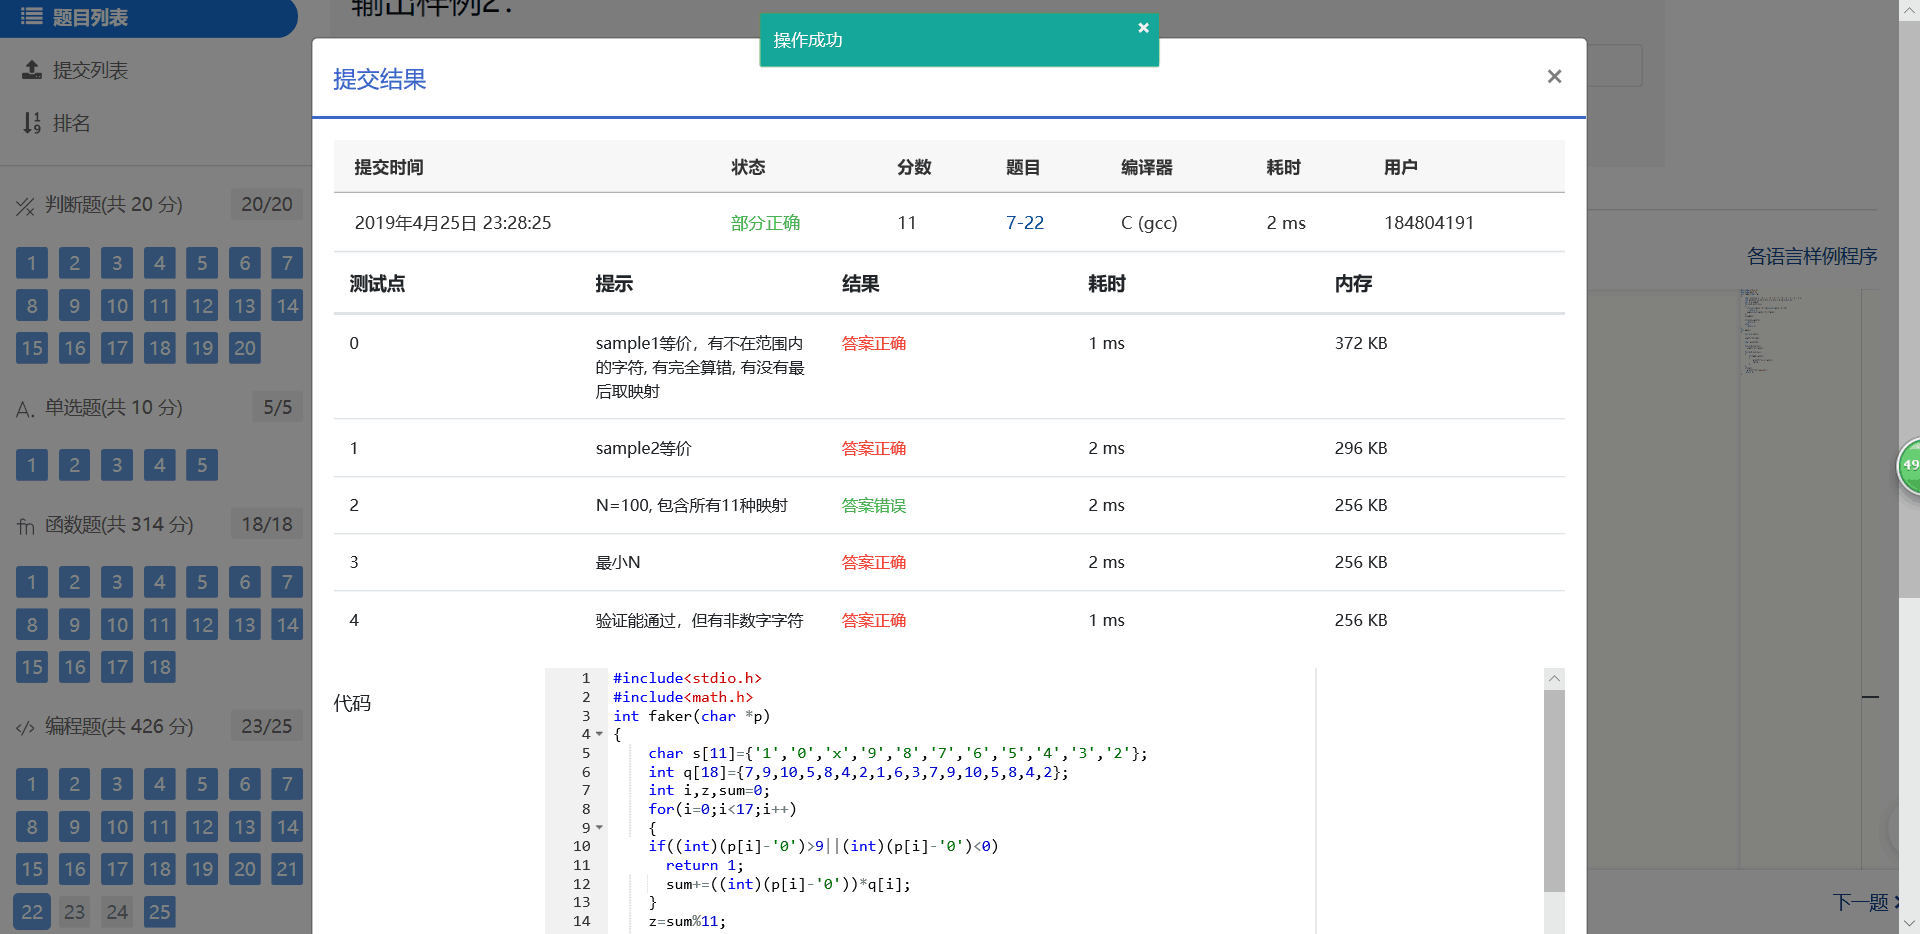 输出样例2：
操作成功 ×
题目列表
提交列表
排名
判断题(共 20 分) 20/20
1 2 3 4 5 6 7
8 9 10 11 12 13 14
15 16 17 18 19 20
单选题(共 10 分) 5/5
1 2 3 4 5
函数题(共 314 分) 18/18
1 2 3 4 5 6 7
8 9 10 11 12 13 14
15 16 17 18
编程题(共 426 分) 23/25
1 2 3 4 5 6 7
8 9 10 11 12 13 14
15 16 17 18 19 20 21
22 23 24 25
提交结果 ×
提交时间 状态 分数 题目 编译器 耗时 用户
2019年4月25日 23:28:25 部分正确 11 7-22 C (gcc) 2 ms 184804191
测试点 提示 结果 耗时 内存
0 sample1等价，有不在范围内 答案正确 1 ms 372 KB
的字符, 有完全算错, 有没有最
后取映射
1 sample2等价 答案正确 2 ms 296 KB
2 N=100, 包含所有11种映射 答案错误 2 ms 256 KB
3 最小N 答案正确 2 ms 256 KB
4 验证能通过，但有非数字字符 答案正确 1 ms 256 KB
代码
1 #include<stdio.h>
2 #include<math.h>
3 int faker(char *p)
4 {
5 char s[11]={'1','0','x','9','8','7','6','5','4','3','2'};
6 int q[18]={7,9,10,5,8,4,2,1,6,3,7,9,10,5,8,4,2};
7 int i,z,sum=0;
8 for(i=0;i<17;i++)
9 {
10 if((int)(p[i]-'0')>9||(int)(p[i]-'0')<0)
11 return 1;
12 sum+=((int)(p[i]-'0'))*q[i];
13 }
14 z=sum%11;
各语言样例程序
49
下一题